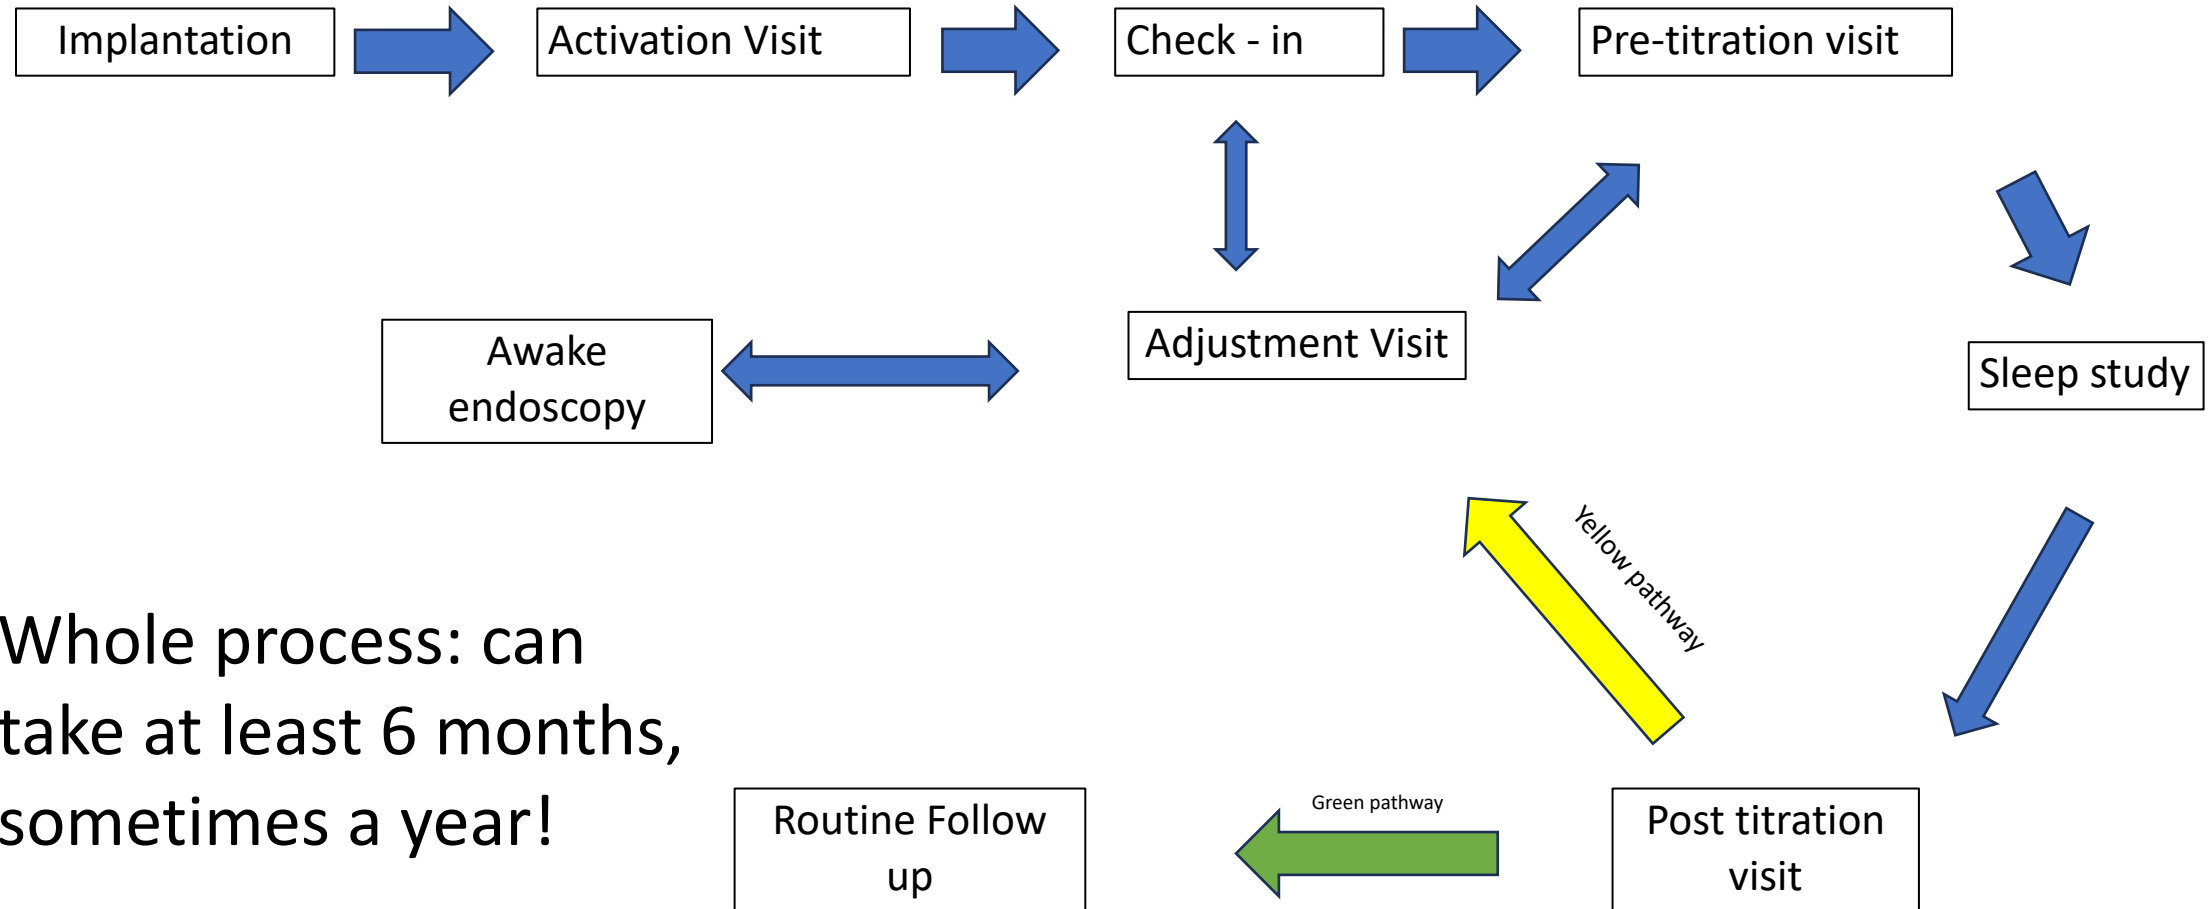 Implantation
Activation Visit
Check - in
Pre-titration visit
Awake
endoscopy
Adjustment Visit
Sleep study
Yellow pathway
Whole process: can
take at least 6 months,
sometimes a year!
Routine Follow
up
Green pathway
Post titration
visit